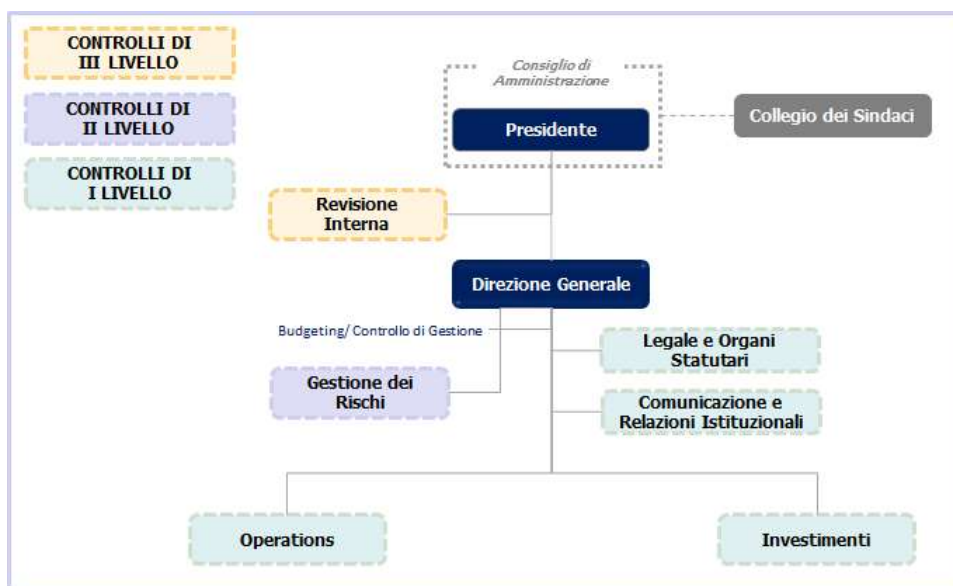 CONTROLLI DI
III LIVELLO
CONTROLLI DI
II LIVELLO
CONTROLLI DI
I LIVELLO
Consiglio di
Amministrazione
Presidente
Collegio dei Sindaci
Revisione
Interna
Direzione Generale
Budgeting/ Controllo di Gestione
Legale e Organi
Statutari
Gestione dei
Rischi
Comunicazione e
Relazioni Istituzionali
Operations
Investimenti